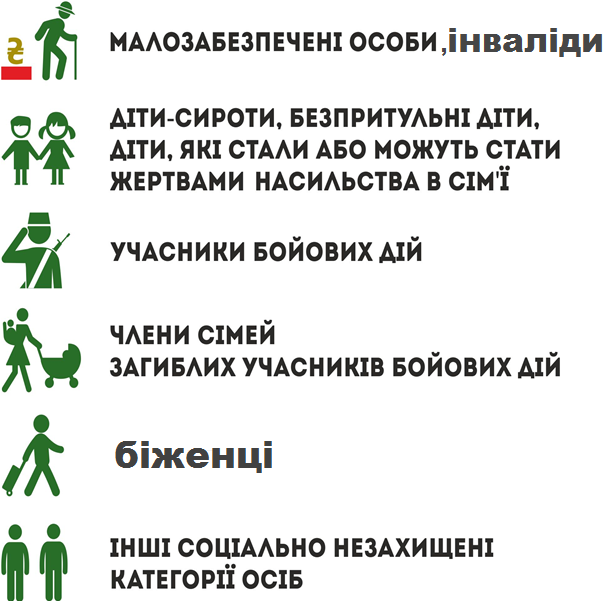 ₴
МАЛОЗАБЕЗПЕЧЕНІ ОСОБИ,інваліди
ДІТИ-СИРОТИ, БЕЗПРИТУЛЬНІ ДІТИ,
ДІТИ, ЯКІ СТАЛИ АБО МОЖУТЬ СТАТИ
ЖЕРТВАМИ НАСИЛЬСТВА В СІМ'Ї
УЧАСНИКИ БОЙОВИХ ДІЙ
ЧЛЕНИ СІМЕЙ
ЗАГИБЛИХ УЧАСНИКІВ БОЙОВИХ ДІЙ
біженці
ІНШІ СОЦІАЛЬНО НЕЗАХИЩЕНІ
КАТЕГОРІЇ ОСІБ